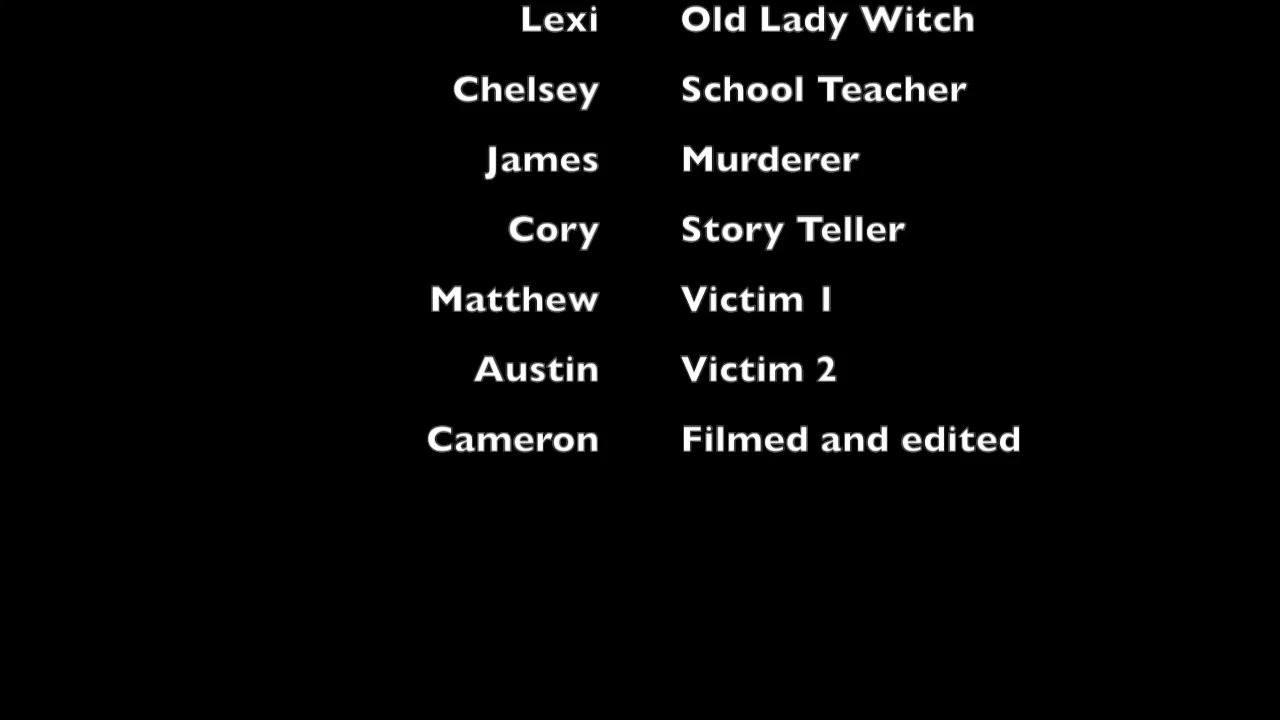 Lexi Old Lady Witch
Chelsey School Teacher
James Murderer
Cory Story Teller
Matthew Victim 1
Austin Victim 2
Cameron Filmed and edited